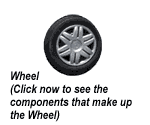 Wheel
(Click now to see the
components that make up
the Wheel)